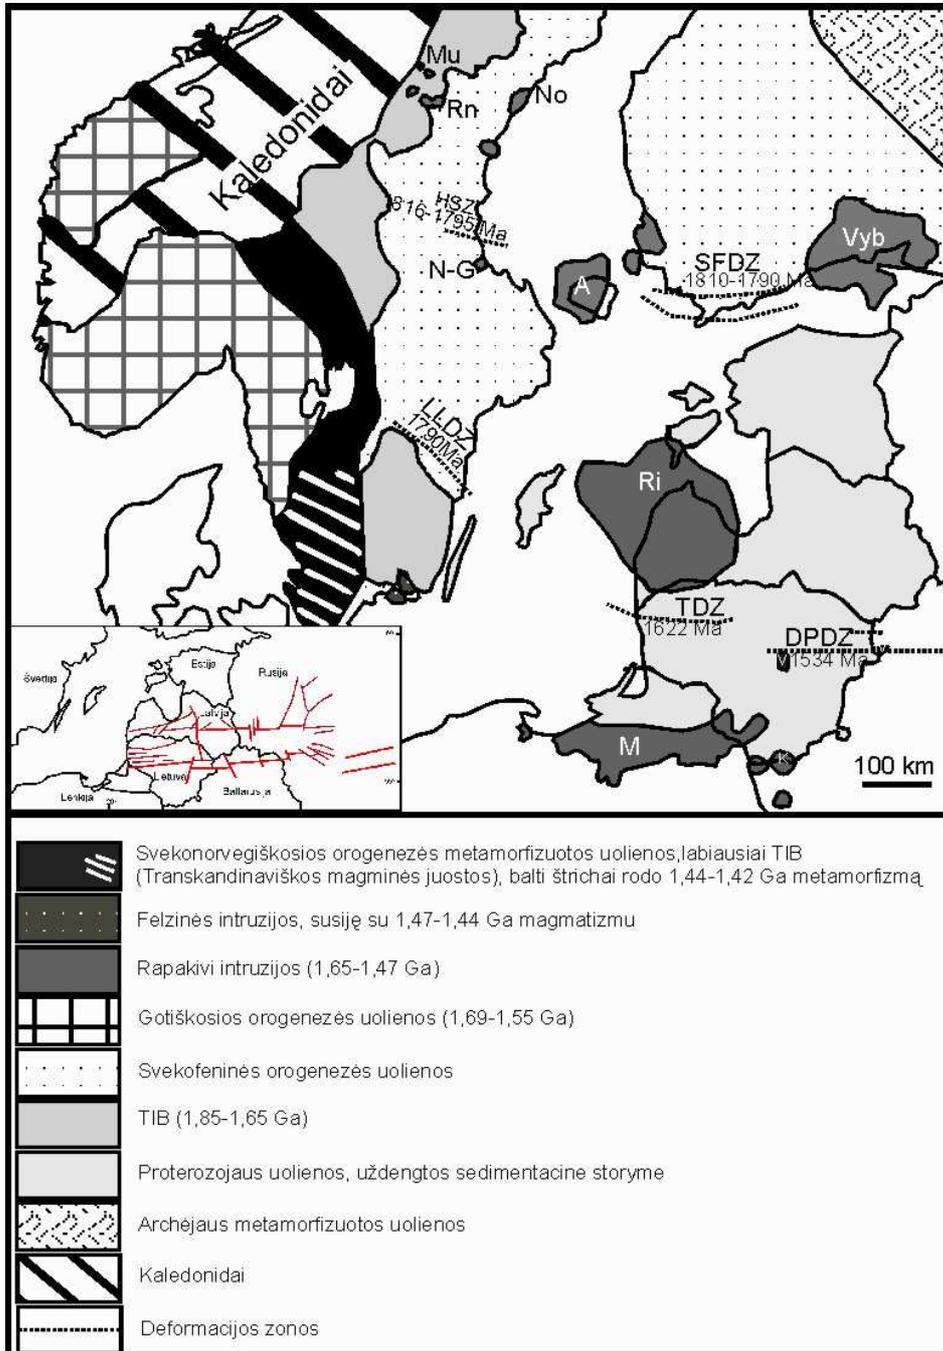 Mu
Rn
No
Kaledonidai
HSZ
816-1795 Ma
N-G
A
SFDZ
1810-1790 Ma
Vyb
LLDZ
1790Ma
Ri
TDZ
1622 Ma
DPDZ
1534 Ma
M
K
100 km
Švedija
Estija
Rusija
Latvija
Lietuva
Lenkija
Baltarusija
Svekonorvegiškosios orogenezės metamorfizuotos uolienos,labiausiai TIB
(Transkandinaviškos magminės juostos), balti štrichai rodo 1,44-1,42 Ga metamorfizmą
Felzinės intruzijos, susiję su 1,47-1,44 Ga magmatizmu
Rapakivi intruzijos (1,65-1,47 Ga)
Gotiškosios orogenezės uolienos (1,69-1,55 Ga)
Svekofeninės orogenezės uolienos
TIB (1,85-1,65 Ga)
Proterozojaus uolienos, uždengtos sedimentacine storyme
Archėjaus metamorfizuotos uolienos
Kaledonidai
Deformacijos zonos